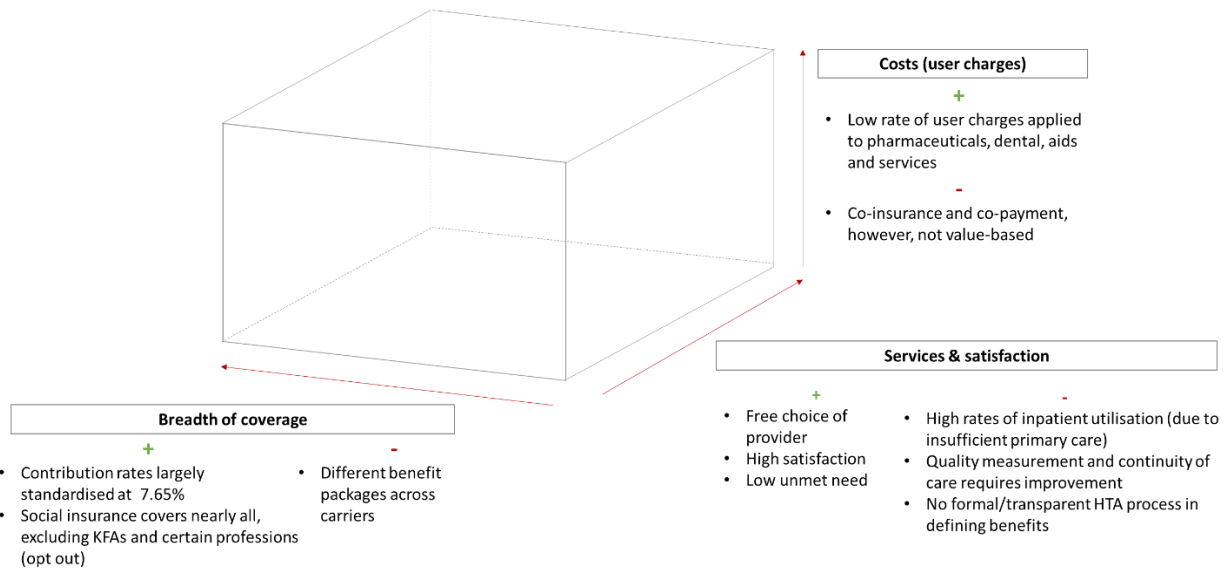 Costs (user charges)
+
• Low rate of user charges applied
to pharmaceuticals, dental, aids
and services
-
• Co-insurance and co-payment,
however, not value-based
Services & satisfaction
+
• Free choice of
provider
• High satisfaction
• Low unmet need
-
• High rates of inpatient utilisation (due to
insufficient primary care)
• Quality measurement and continuity of
care requires improvement
• No formal/transparent HTA process in
defining benefits
Breadth of coverage
+
• Contribution rates largely
standardised at 7.65%
• Social insurance covers nearly all,
excluding KFAs and certain professions
(opt out)
-
• Different benefit
packages across
carriers